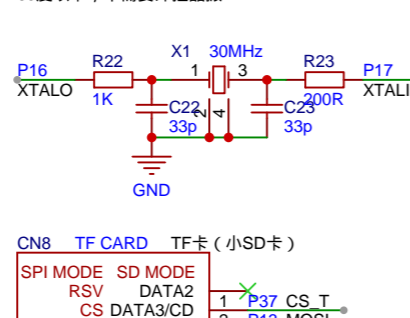 R22 X1 30MHz R23
P16 1 3 P17
XTALO 1K C22 2 4 C23 200R XTALI
33p 33p
GND
CN8 TF CARD TF卡（小SD卡）
SPI MODE SD MODE
RSV DATA2
CS DATA3/CD 1 P37 CS_T